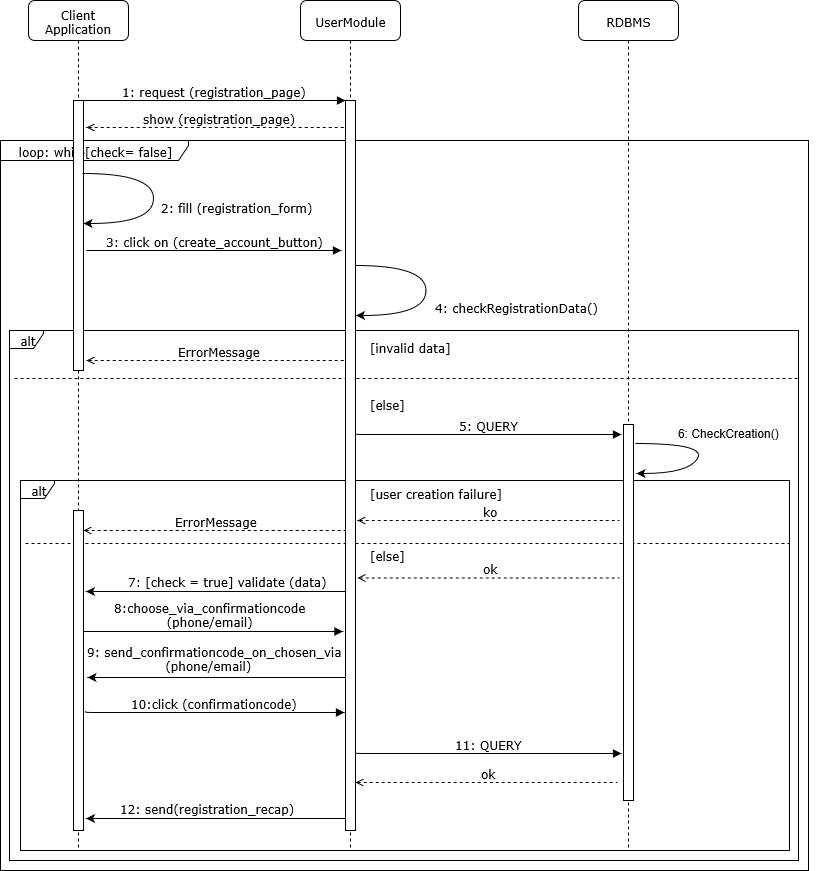 Client
Application
UserModule
RDBMS
1: request (registration_page)
show (registration_page)
loop: whi [check= false]
2: fill (registration_form)
3: click on (create_account_button)
4: checkRegistrationData()
alt
ErrorMessage
[invalid data]
[else]
5: QUERY
6: CheckCreation()
alt
[user creation failure]
ko
ErrorMessage
[else]
ok
7: [check = true] validate (data)
8:choose_via_confirmationcode
(phone/email)
9: send_confirmationcode_on_chosen_via
(phone/email)
10:click (confirmationcode)
11: QUERY
ok
12: send(registration_recap)